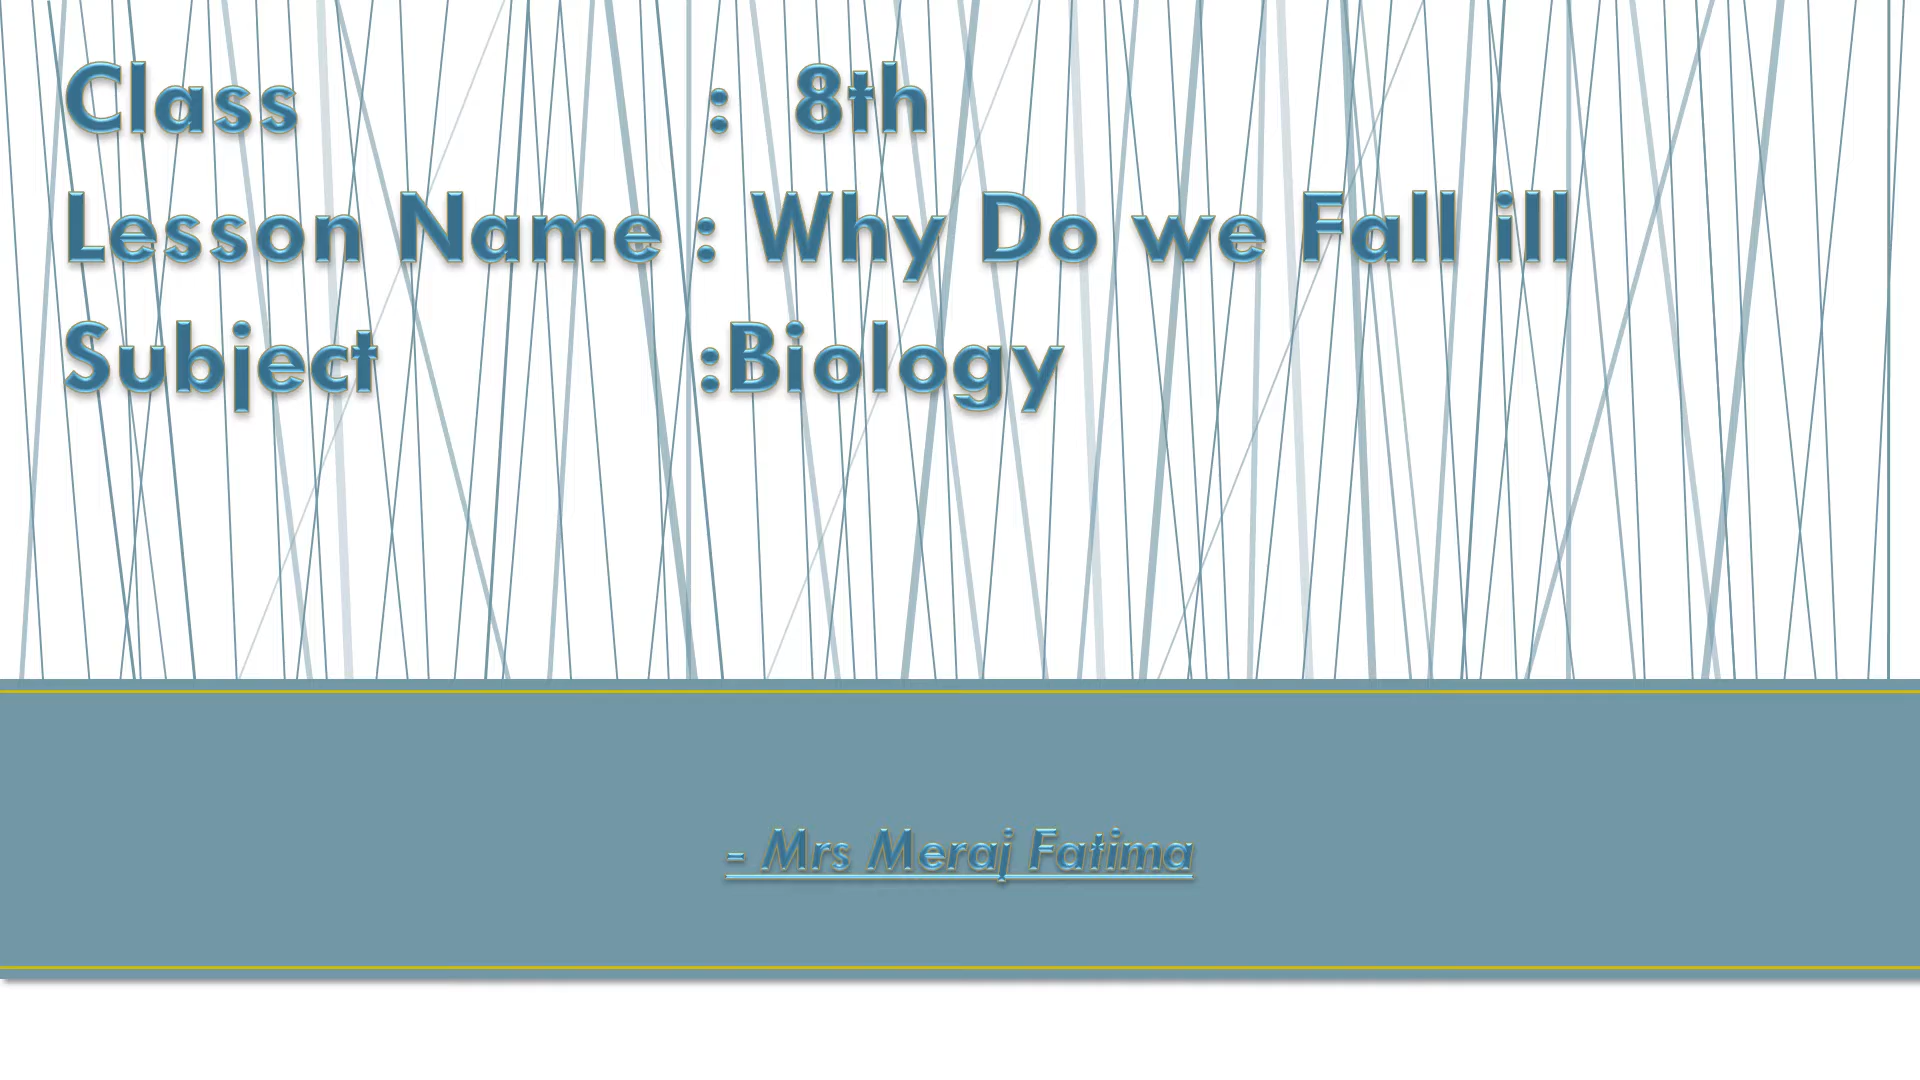 Class : 8th
Lesson Name : Why Do we Fall ill
Subject :Biology
- Mrs Meraj Fatima